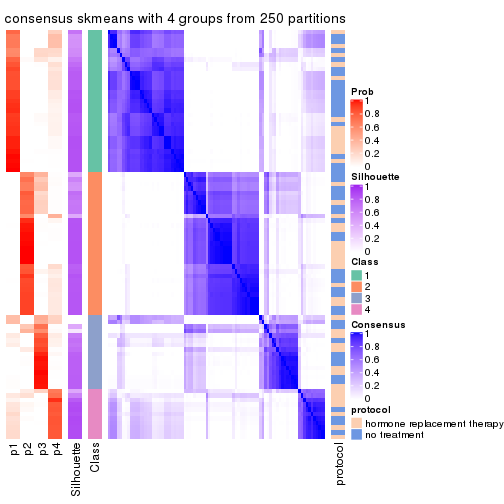 consensus skmeans with 4 groups from 250 partitions
Prob
1
0.8
0.6
0.4
0.2
0
Silhouette
1
0.8
0.6
0.4
0.2
0
Class
1
2
3
4
Consensus
1
0.8
0.6
0.4
0.2
0
protocol
hormone replacement therapy
no treatment
p1
p2
p3
p4
Silhouette
Class
protocol